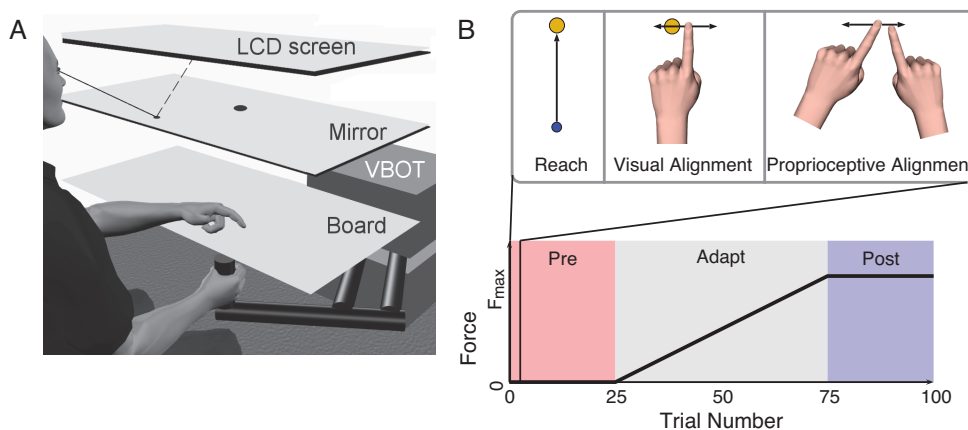 A
LCD screen
Mirror
VBOT
Board
B
Reach
Visual Alignment
Proprioceptive Alignmen
Pre
Adapt
Post
Force
0
F_max
0
25
50
75
100
Trial Number